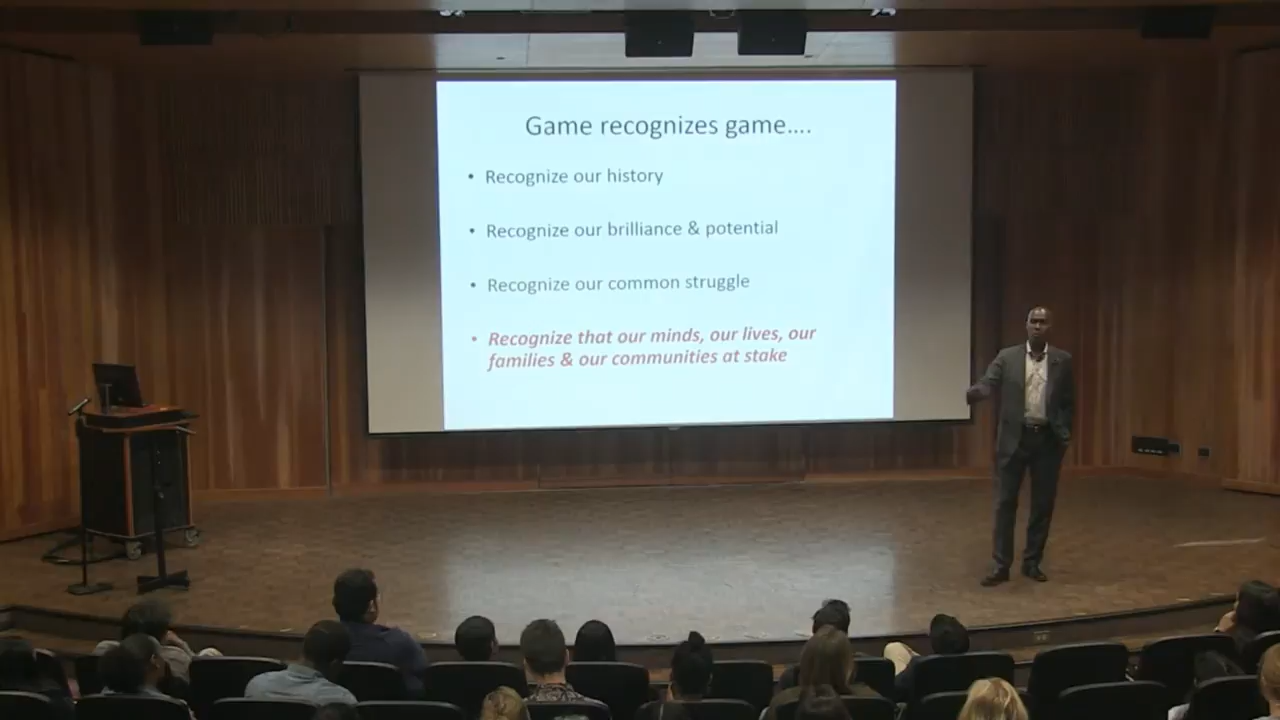 Game recognizes game....
• Recognize our history
• Recognize our brilliance & potential
• Recognize our common struggle
• Recognize that our minds, our lives, our
families & our communities at stake